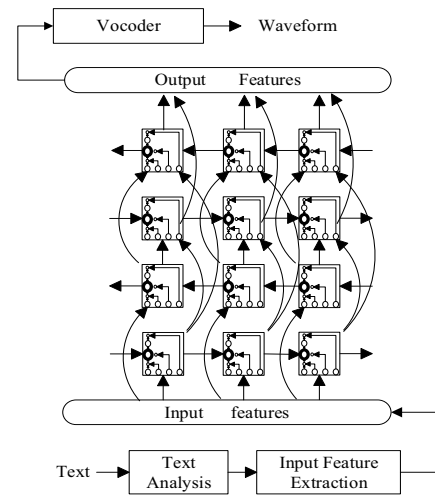 Vocoder
Waveform
Output Features
Input features
Text
Text
Analysis
Input Feature
Extraction